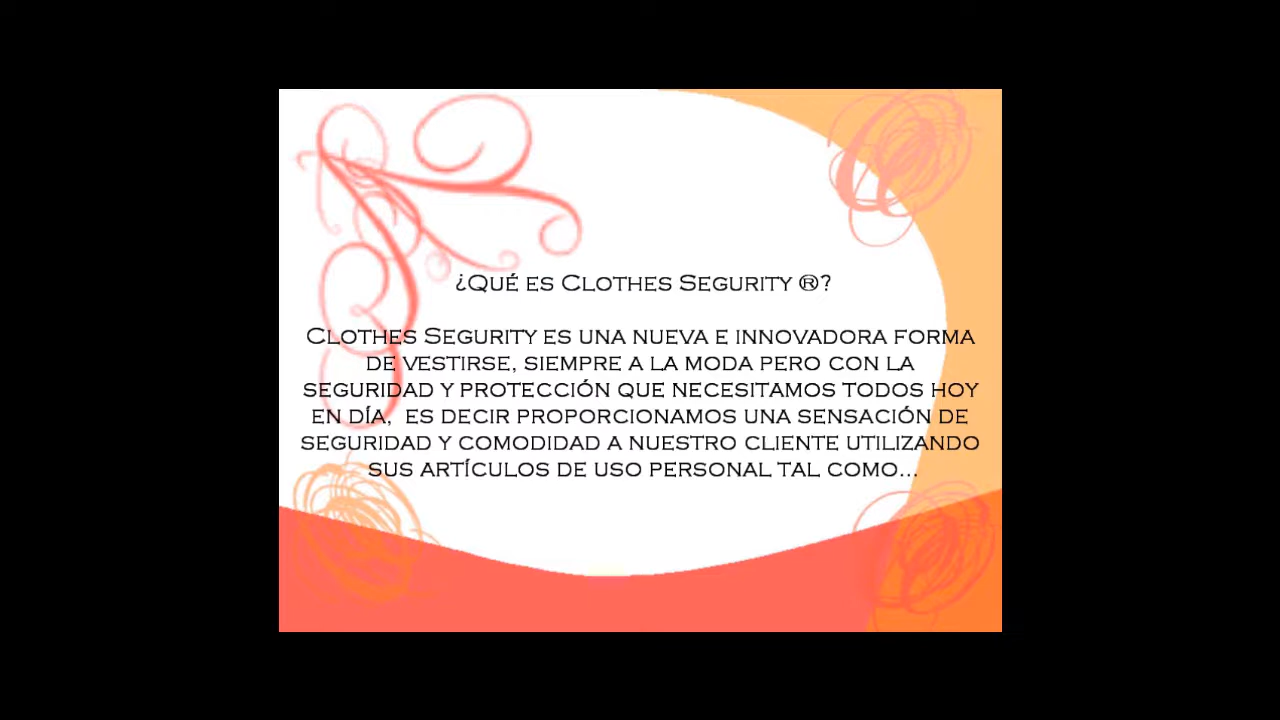 ¿Qué es Clothes Segurity ®?
Clothes Segurity es una nueva e innovadora forma
de vestirse, siempre a la moda pero con la
seguridad y protección que necesitamos todos hoy
en día, es decir proporcionamos una sensación de
seguridad y comodidad a nuestro cliente utilizando
sus artículos de uso personal tal como...